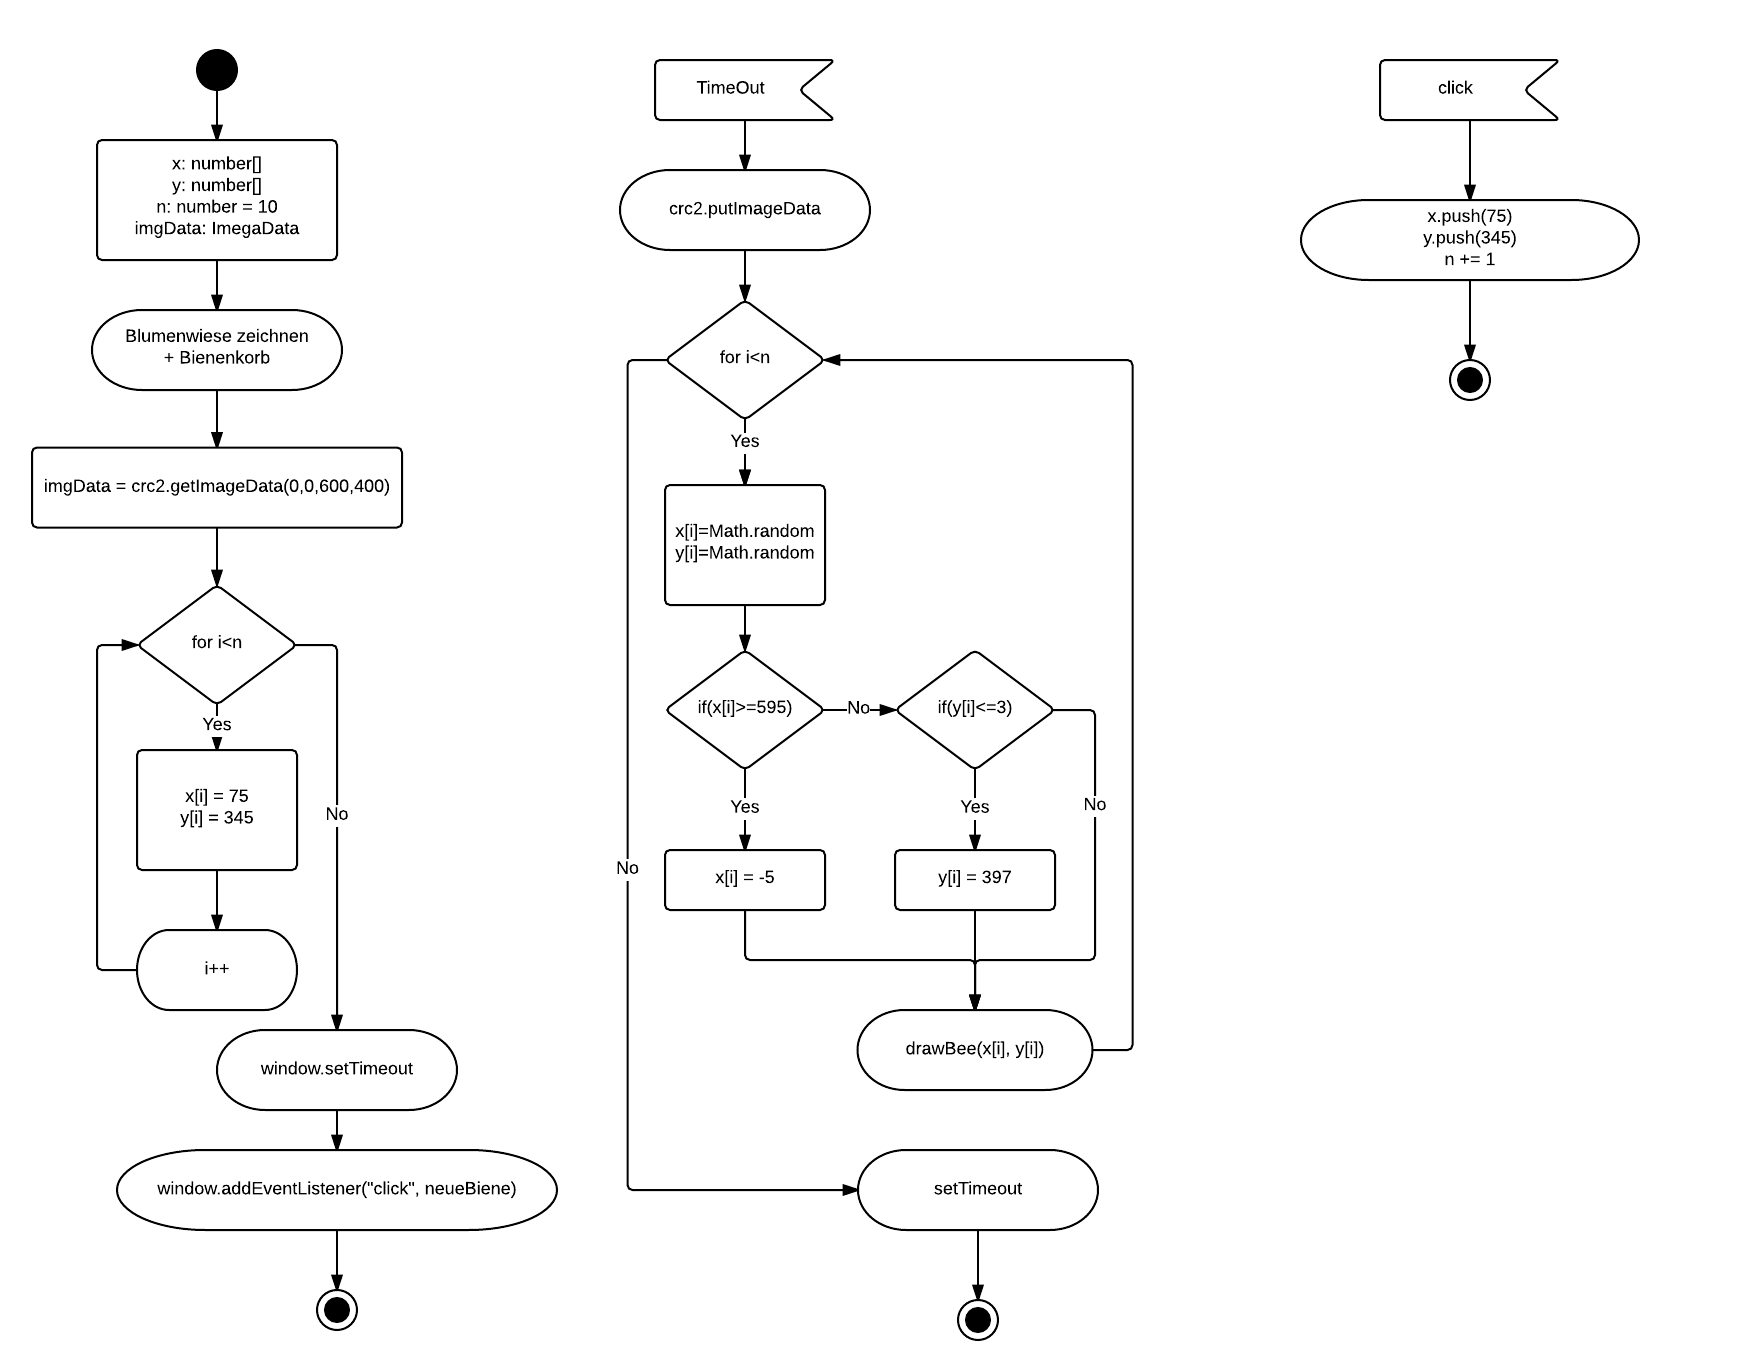 x: number[]
y: number[]
n: number = 10
imgData: ImegaData
Blumenwiese zeichnen
+ Bienenkorb
imgData = crc2.getImageData(0,0,600,400)
for i<n
Yes
x[i] = 75
y[i] = 345
No
i++
window.setTimeout
window.addEventListener("click", neueBiene)
TimeOut
crc2.putImageData
for i<n
Yes
x[i]=Math.random
y[i]=Math.random
if(x[i]>=595)
No
if(y[i]<=3)
Yes
Yes
No
No
x[i] = -5
y[i] = 397
drawBee(x[i], y[i])
setTimeout
click
x.push(75)
y.push(345)
n += 1